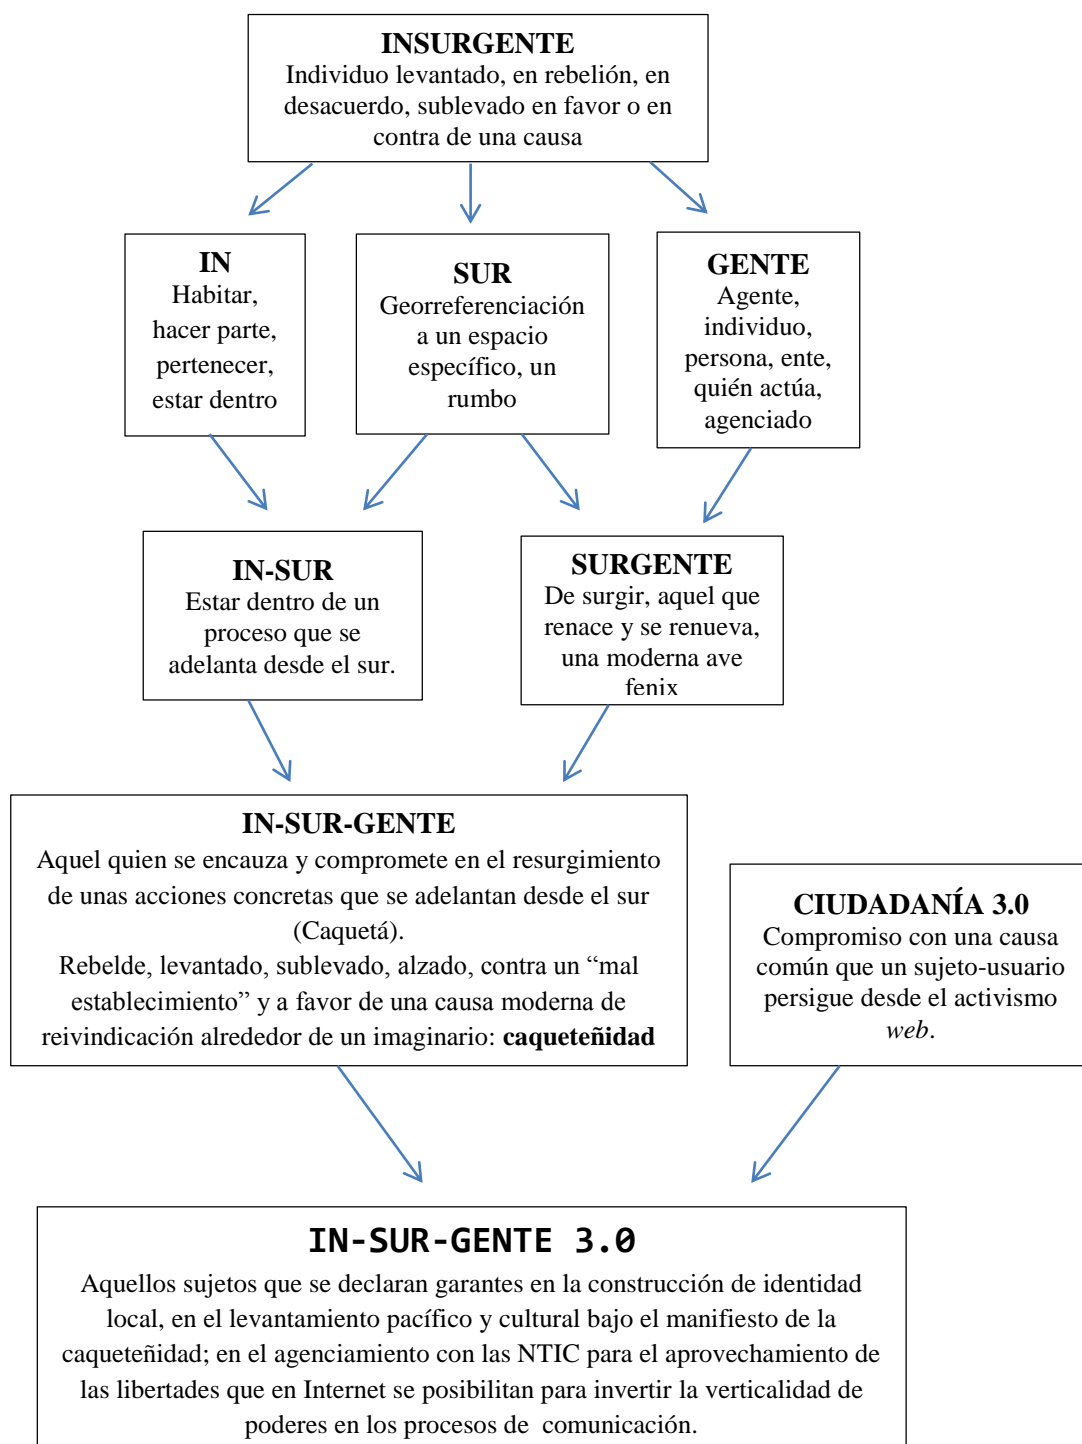 INSURGENTE
Individuo levantado, en rebelión, en
desacuerdo, sublevado en favor o en
contra de una causa
IN
Habitar,
hacer parte,
pertenecer,
estar dentro
SUR
Georreferenciación
a un espacio
específico, un
rumbo
GENTE
Agente,
individuo,
persona, ente,
quién actúa,
agenciado
IN-SUR
Estar dentro de un
proceso que se
adelanta desde el sur.
SURGENTE
De surgir, aquel que
renace y se renueva,
una moderna ave
fenix
IN-SUR-GENTE
Aquel quien se encauza y compromete en el resurgimiento
de unas acciones concretas que se adelantan desde el sur
(Caquetá).
Rebelde, levantado, sublevado, alzado, contra un “mal
establecimiento” y a favor de una causa moderna de
reivindicación alrededor de un imaginario: caqueteñidad
CIUDADANÍA 3.0
Compromiso con una causa
común que un sujeto-usuario
persigue desde el activismo
web.
IN-SUR-GENTE 3.0
Aquellos sujetos que se declaran garantes en la construcción de identidad
local, en el levantamiento pacífico y cultural bajo el manifiesto de la
caqueteñidad; en el agenciamiento con las NTIC para el aprovechamiento de
las libertades que en Internet se posibilitan para invertir la verticalidad de
poderes en los procesos de comunicación.